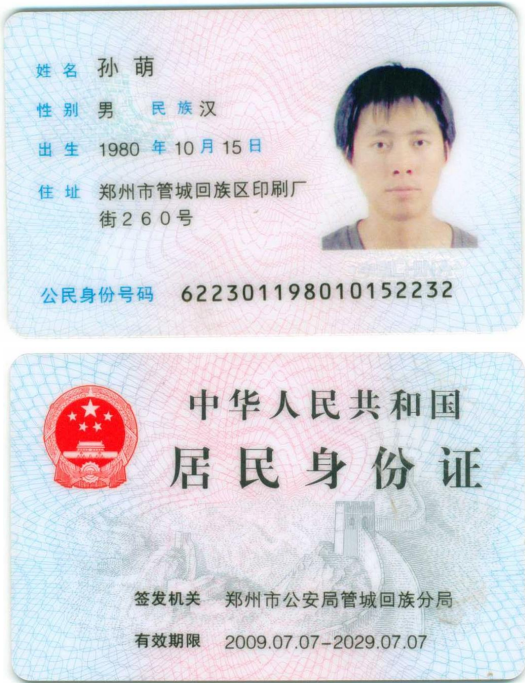 姓名 孙萌
性别 男 民族 汉
出生 1980 年 10 月 15 日
住址 郑州市管城回族区印刷厂
街260号
公民身份号码 622301198010152232
中华人民共和国
居民身份证
签发机关 郑州市公安局管城回族分局
有效期限 2009.07.07-2029.07.07